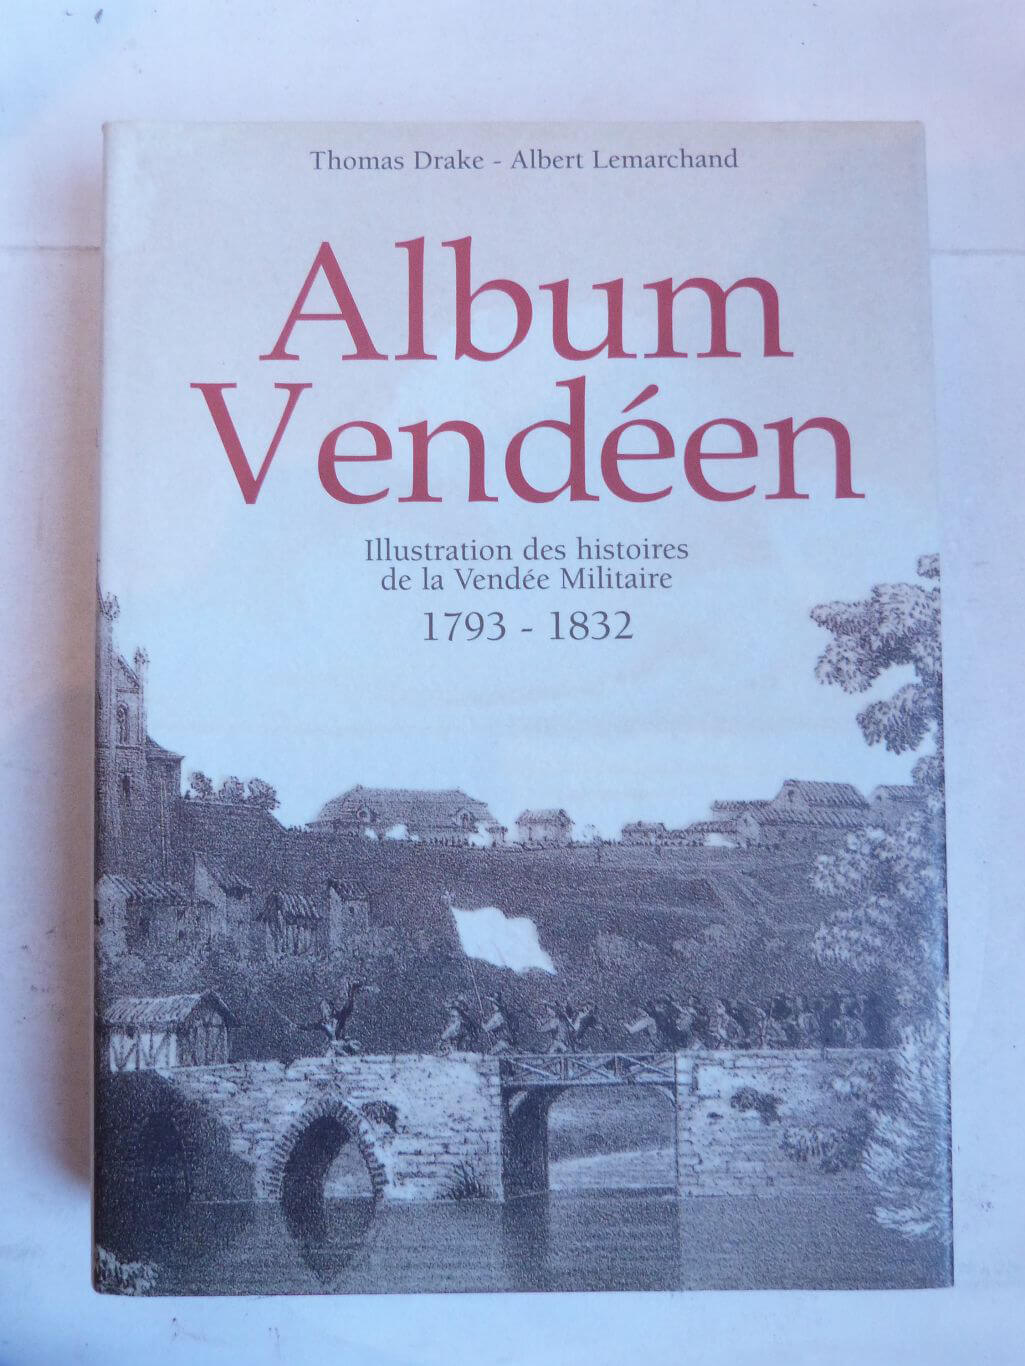 Thomas Drake - Albert Lemarchand
Album
Vendéen
Illustration des histoires
de la Vendée Militaire
1793 - 1832